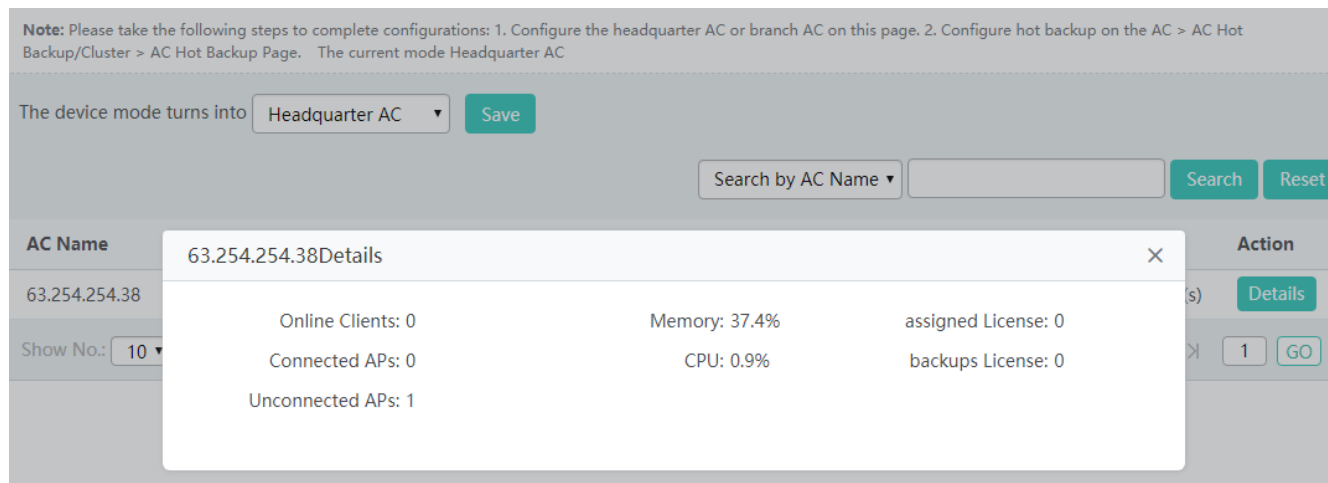 Note: Please take the following steps to complete configurations: 1. Configure the headquarter AC or branch AC on this page. 2. Configure hot backup on the AC > AC Hot
Backup/Cluster > AC Hot Backup Page. The current mode Headquarter AC
The device mode turns into Headquarter AC Save
Search by AC Name Search Reset
AC Name Action
63.254.254.38Details
63.254.254.38 (s) Details
Online Clients: 0 Memory: 37.4% assigned License: 0
Show No.: 10 1 GO
Connected APs: 0 CPU: 0.9% backups License: 0
Unconnected APs: 1